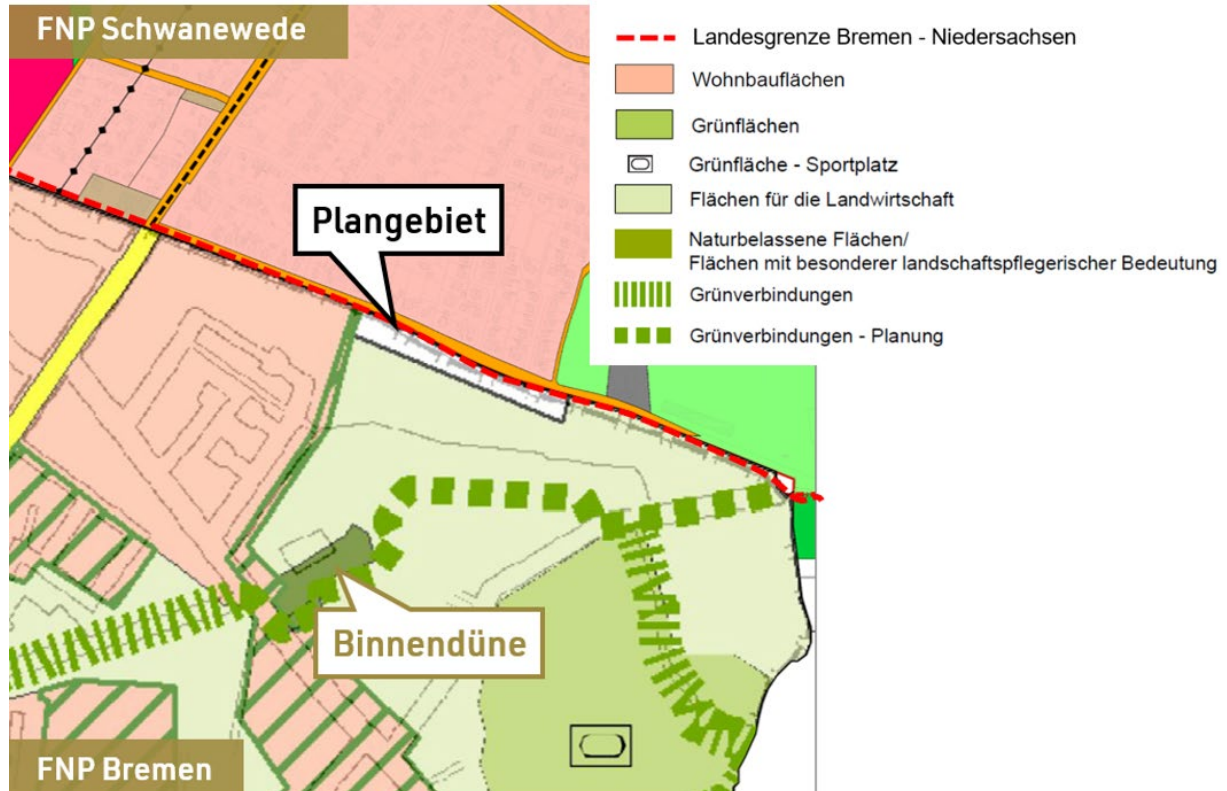 FNP Schwanewede
Landesgrenze Bremen - Niedersachsen
Wohnbauflächen
Grünflächen
Grünfläche - Sportplatz
Flächen für die Landwirtschaft
Naturbelassene Flächen/
Flächen mit besonderer landschaftspflegerischer Bedeutung
Grünverbindungen
Grünverbindungen - Planung
Plangebiet
Binnendüne
FNP Bremen